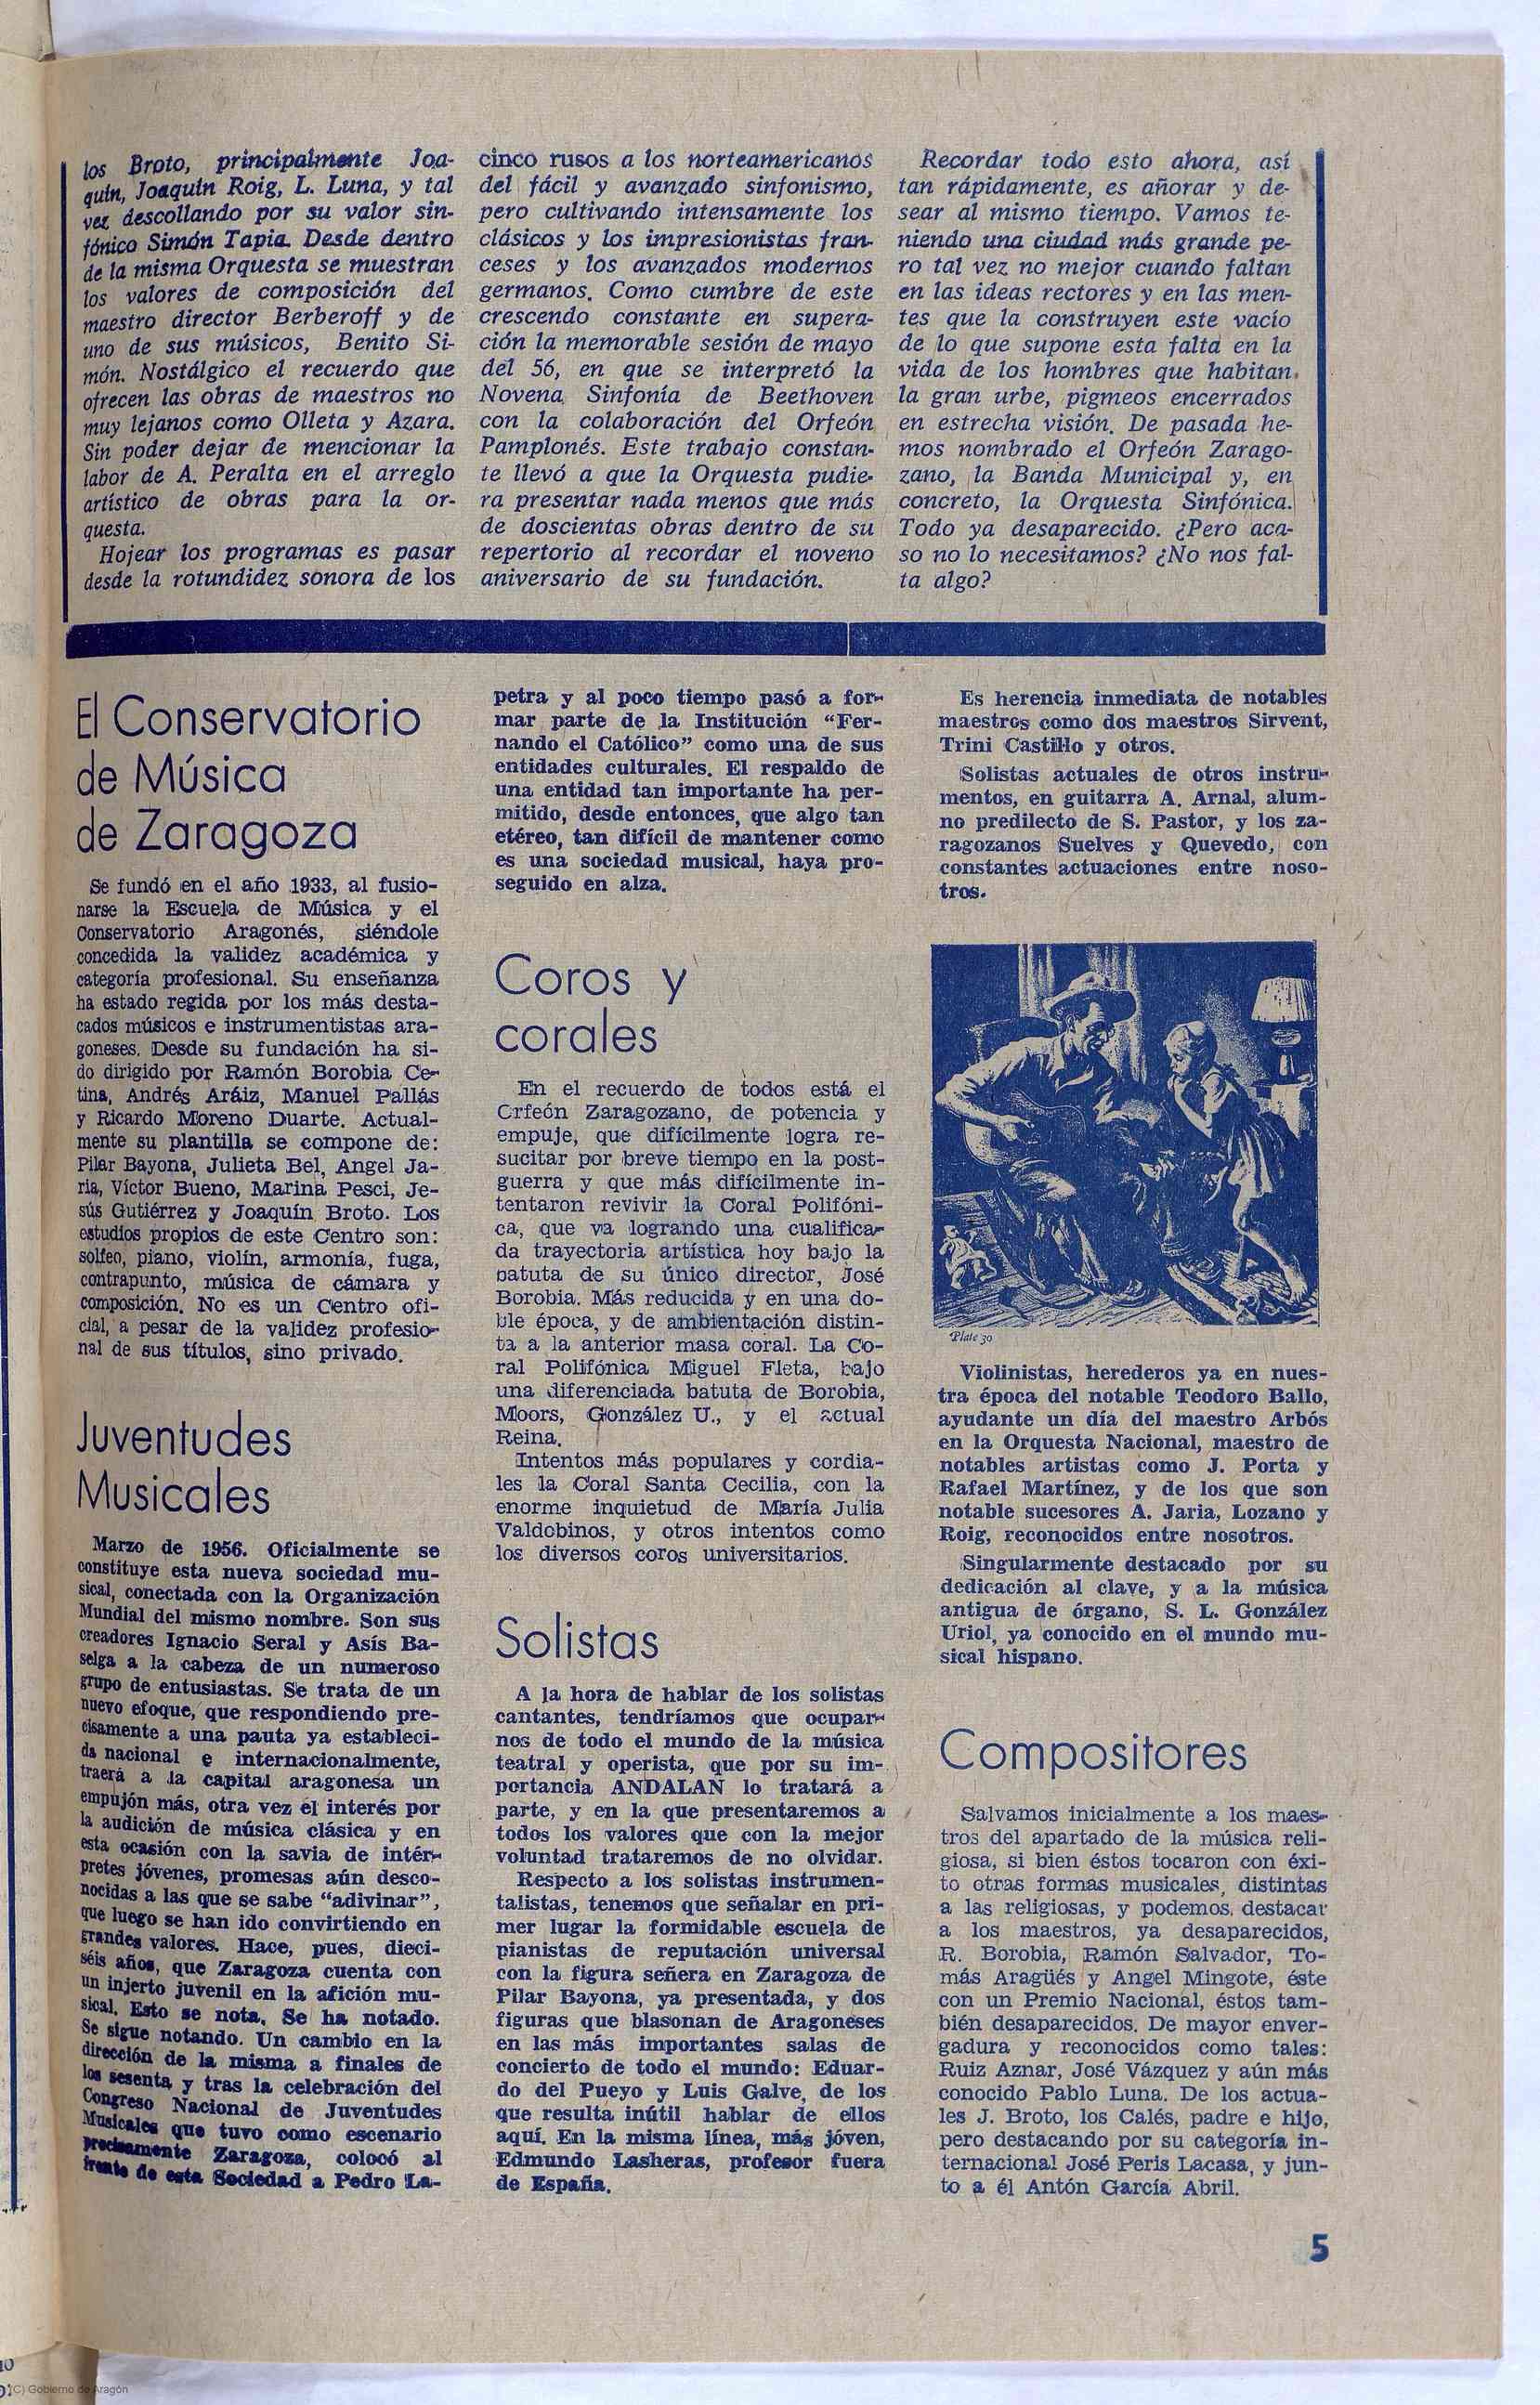 los Broto, principalmente Joa-
quín, Joaquín Roig, L. Luna, y tal
vez descollando por su valor sin-
fónico Simón Tapia. Desde dentro
de la misma Orquesta se muestran
los valores de composición del
maestro director Berberoff y de
uno de sus músicos, Benito Si-
món. Nostálgico el recuerdo que
ofrecen las obras de maestros no
muy lejanos como Olleta y Azara.
Sin poder dejar de mencionar la
labor de A. Peralta en el arreglo
artístico de obras para la or-
questa.
Hojear los programas es pasar
desde la rotundidez sonora de los
cinco rusos a los norteamericanos
del fácil y avanzado sinfonismo,
pero cultivando intensamente los
clásicos y los impresionistas fran-
ceses y los avanzados modernos
germanos. Como cumbre de este
crescendo constante en supera-
ción la memorable sesión de mayo
del 56, en que se interpretó la
Novena Sinfonía de Beethoven
con la colaboración del Orfeón
Pamplonés. Este trabajo constan-
te llevó a que la Orquesta pudie-
ra presentar nada menos que más
de doscientas obras dentro de su
repertorio al recordar el noveno
aniversario de su fundación.
Recordar todo esto ahora, así
tan rápidamente, es añorar y de-
sear al mismo tiempo. Vamos te-
niendo una ciudad más grande pe-
ro tal vez no mejor cuando faltan
en las ideas rectores y en las men-
tes que la construyen este vacío
de lo que supone esta falta en la
vida de los hombres que habitan
la gran urbe, pigmeos encerrados
en estrecha visión. De pasada he-
mos nombrado el Orfeón Zarago-
zano, la Banda Municipal y, en
concreto, la Orquesta Sinfónica.
Todo ya desaparecido. ¿Pero aca-
so no lo necesitamos? ¿No nos fal-
ta algo?
El Conservatorio
de Música
de Zaragoza
Se fundó en el año 1933, al fusio-
narse la Escuela de Música y el
Conservatorio Aragonés, siéndole
concedida la validez académica y
categoría profesional. Su enseñanza
ha estado regida por los más desta-
cados músicos e instrumentistas ara-
goneses. Desde su fundación ha si-
do dirigido por Ramón Borobia Ce-
tina, Andrés Aráiz, Manuel Pallás
y Ricardo Moreno Duarte. Actual-
mente su plantilla se compone de:
Pilar Bayona, Julieta Bel, Angel Ja-
ria, Víctor Bueno, Marina Pesci, Je-
sús Gutiérrez y Joaquín Broto. Los
estudios propios de este Centro son:
solfeo, piano, violín, armonía, fuga,
contrapunto, música de cámara y
composición. No es un Centro ofi-
cial, a pesar de la validez profesio-
nal de sus títulos, sino privado.
Juventudes
Musicales
Marzo de 1956. Oficialmente se
constituye esta nueva sociedad mu-
sical, conectada con la Organización
Mundial del mismo nombre. Son sus
creadores Ignacio Seral y Asís Ba-
selga a la cabeza de un numeroso
grupo de entusiastas. Se trata de un
nuevo efoque, que respondiendo pre-
cisamente a una pauta ya estableci-
da nacional e internacionalmente,
traerá a la capital aragonesa un
empujón más, otra vez el interés por
la audición de música clásica y en
esta ocasión con la savia de intér-
pretes jóvenes, promesas aún desco-
nocidas a las que se sabe "adivinar",
que luego se han ido convirtiendo en
grandes valores. Hace, pues, dieci-
séis años, que Zaragoza cuenta con
un injerto juvenil en la afición mu-
sical. Esto se nota. Se ha notado.
Se sigue notando. Un cambio en la
dirección de la misma a finales de
los sesenta y tras la celebración del
Congreso Nacional de Juventudes
Musicales que tuvo como escenario
precisamente Zaragoza, colocó al
frente de esta Sociedad a Pedro La-
petra y al poco tiempo pasó a for-
mar parte de la Institución "Fer-
nando el Católico" como una de sus
entidades culturales. El respaldo de
una entidad tan importante ha per-
mitido, desde entonces, que algo tan
etéreo, tan difícil de mantener como
es una sociedad musical, haya pro-
seguido en alza.
Coros y
corales
En el recuerdo de todos está el
Orfeón Zaragozano, de potencia y
empuje, que difícilmente logra re-
sucitar por breve tiempo en la post-
guerra y que más difícilmente in-
tentaron revivir la Coral Polifóni-
ca, que va logrando una cualifica-
da trayectoria artística hoy bajo la
batuta de su único director, José
Borobia. Más reducida y en una do-
ble época, y de ambientación distin-
ta a la anterior masa coral. La Co-
ral Polifónica Miguel Fleta, bajo
una diferenciada batuta de Borobia,
Moors, González U., y el actual
Reina.
Intentos más populares y cordia-
les la Coral Santa Cecilia, con la
enorme inquietud de María Julia
Valdobinos, y otros intentos como
los diversos coros universitarios.
Solistas
A la hora de hablar de los solistas
cantantes, tendríamos que ocupar-
nos de todo el mundo de la música
teatral y operista, que por su im-
portancia ANDALAN lo tratará a
parte, y en la que presentaremos a
todos los valores que con la mejor
voluntad trataremos de no olvidar.
Respecto a los solistas instrumen-
talistas, tenemos que señalar en pri-
mer lugar la formidable escuela de
pianistas de reputación universal
con la figura señera en Zaragoza de
Pilar Bayona, ya presentada, y dos
figuras que blasonan de Aragoneses
en las más importantes salas de
concierto de todo el mundo: Eduar-
do del Pueyo y Luis Galve, de los
que resulta inútil hablar de ellos
aquí. En la misma línea, más jóven,
Edmundo Lasheras, profesor fuera
de España.
Es herencia inmediata de notables
maestros como dos maestros Sirvent,
Trini Castillo y otros.
Solistas actuales de otros instru-
mentos, en guitarra A. Arnal, alum-
no predilecto de S. Pastor, y los za-
ragozanos Suelves y Quevedo, con
constantes actuaciones entre noso-
tros.
Plate 30
Violinistas, herederos ya en nues-
tra época del notable Teodoro Ballo,
ayudante un día del maestro Arbós
en la Orquesta Nacional, maestro de
notables artistas como J. Porta y
Rafael Martínez, y de los que son
notable sucesores A. Jaria, Lozano y
Roig, reconocidos entre nosotros.
Singularmente destacado por su
dedicación al clave, y a la música
antigua de órgano, S. L. González
Uriol, ya conocido en el mundo mu-
sical hispano.
Compositores
Salvamos inicialmente a los maes-
tros del apartado de la música reli-
giosa, si bien éstos tocaron con éxi-
to otras formas musicales, distintas
a las religiosas, y podemos destacar
a los maestros, ya desaparecidos,
R. Borobia, Ramón Salvador, To-
más Aragüés y Angel Mingote, éste
con un Premio Nacional, éstos tam-
bién desaparecidos. De mayor enver-
gadura y reconocidos como tales:
Ruiz Aznar, José Vázquez y aún más
conocido Pablo Luna. De los actua-
les J. Broto, los Calés, padre e hijo,
pero destacando por su categoría in-
ternacional José Peris Lacasa, y jun-
to a él Antón García Abril.
5
(C) Gobierno de Aragón